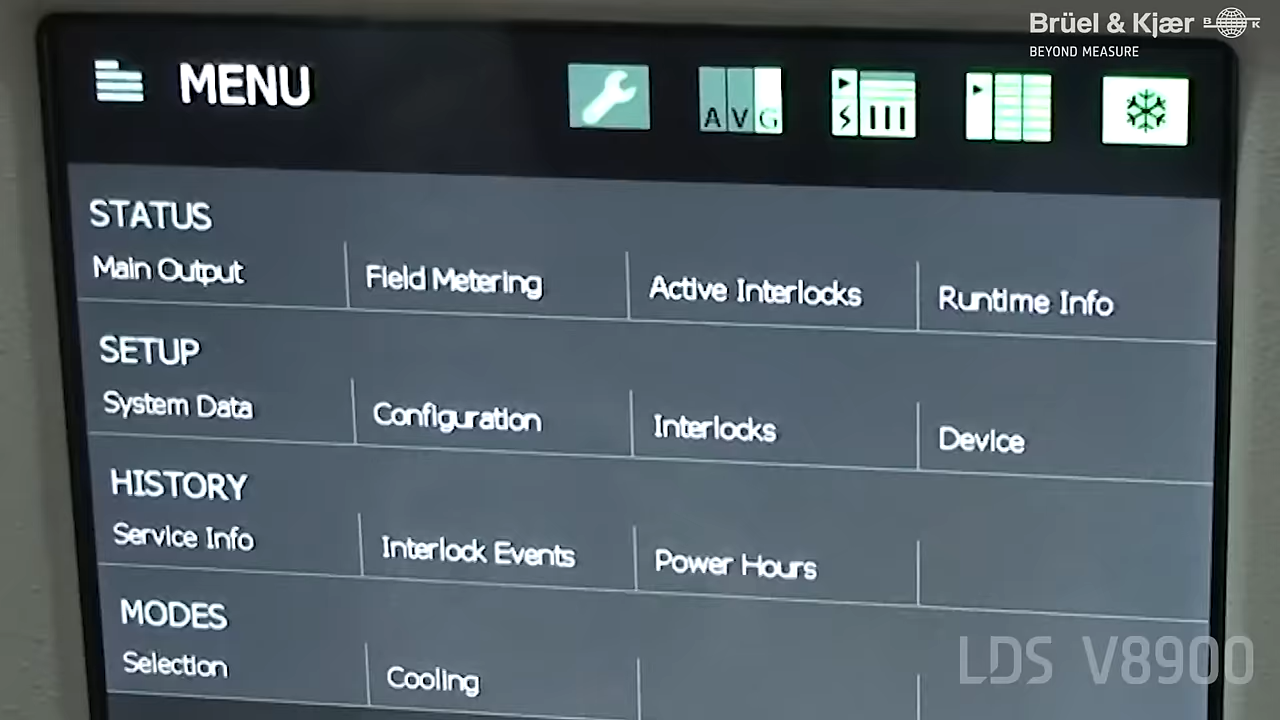 Brüel & Kjær B K
BEYOND MEASURE
MENU
A V G
STATUS
Main Output Field Metering Active Interlocks Runtime Info
SETUP
System Data Configuration Interlocks Device
HISTORY
Service Info Interlock Events Power Hours
MODES
Selection Cooling
LDS V8900